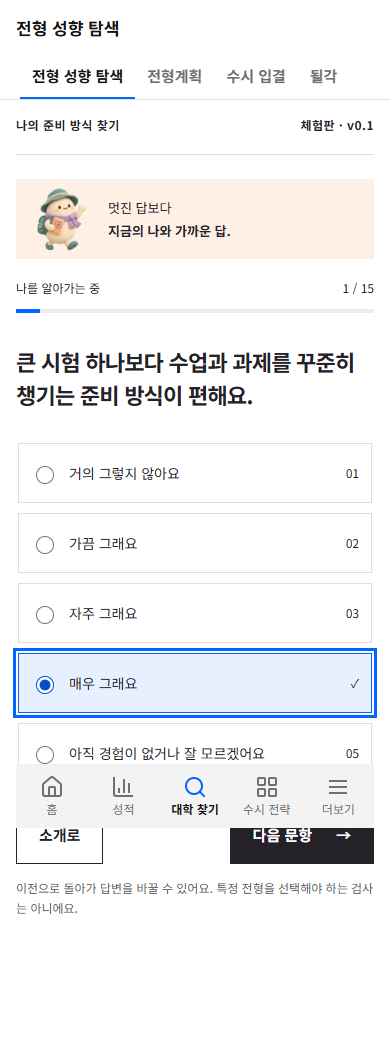 전형 성향 탐색
전형 성향 탐색 전형계획 수시 입결 될각
나의 준비 방식 찾기 체험판 · v0.1
멋진 답보다
지금의 나와 가까운 답.
나를 알아가는 중 1 / 15
큰 시험 하나보다 수업과 과제를 꾸준히
챙기는 준비 방식이 편해요.
거의 그렇지 않아요 01
가끔 그래요 02
자주 그래요 03
매우 그래요 ✓
아직 경험이 없거나 잘 모르겠어요 05
홈 성적 대학 찾기 수시 전략 더보기
소개로 다음 문항 →
이전으로 돌아가 답변을 바꿀 수 있어요. 특정 전형을 선택해야 하는 검사
는 아니에요.